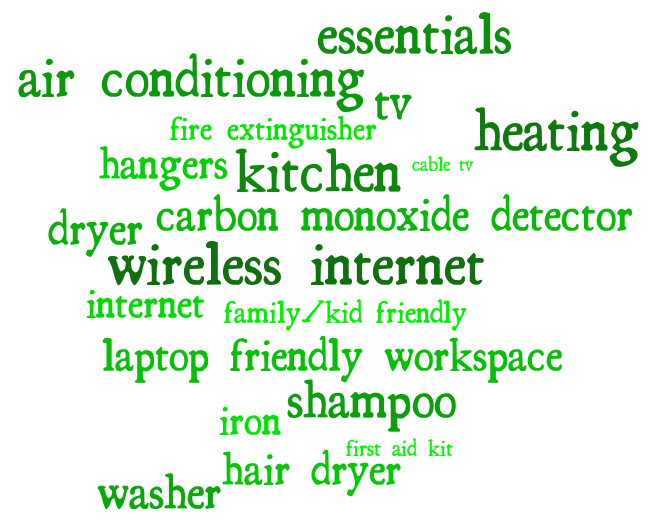 essentials
air conditioning
tv
fire extinguisher
heating
hangers
kitchen
cable tv
dryer
carbon monoxide detector
wireless internet
internet
family/kid friendly
laptop friendly workspace
shampoo
iron
first aid kit
hair dryer
washer